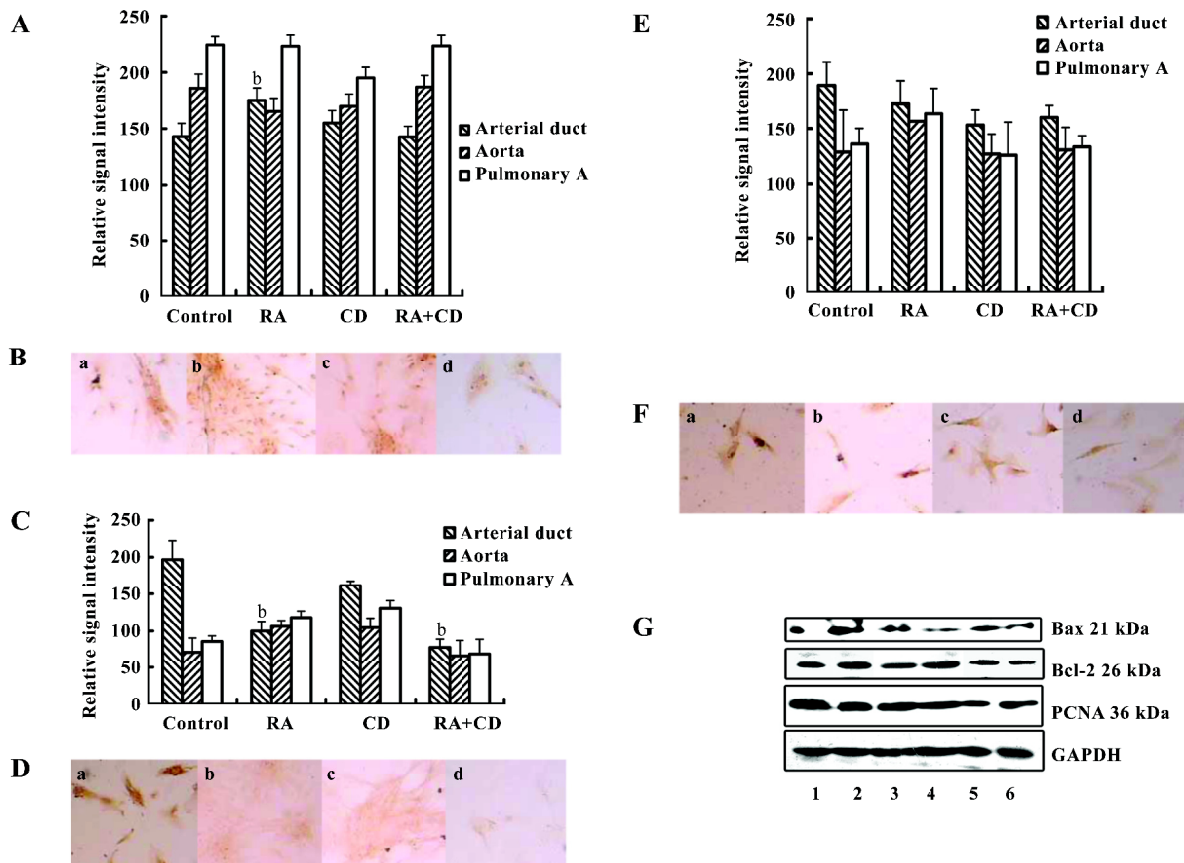 A
250
200
150
100
50
0
Relative signal intensity
b
Arterial duct
Aorta
Pulmonary A
Control RA CD RA+CD
B
a b c d
C
250
200
150
100
50
0
Relative signal intensity
b b
Arterial duct
Aorta
Pulmonary A
Control RA CD RA+CD
D
a b c d
E
250
200
150
100
50
0
Relative signal intensity
Arterial duct
Aorta
Pulmonary A
Control RA CD RA+CD
F
a b c d
G
Bax 21 kDa
Bcl-2 26 kDa
PCNA 36 kDa
GAPDH
1 2 3 4 5 6